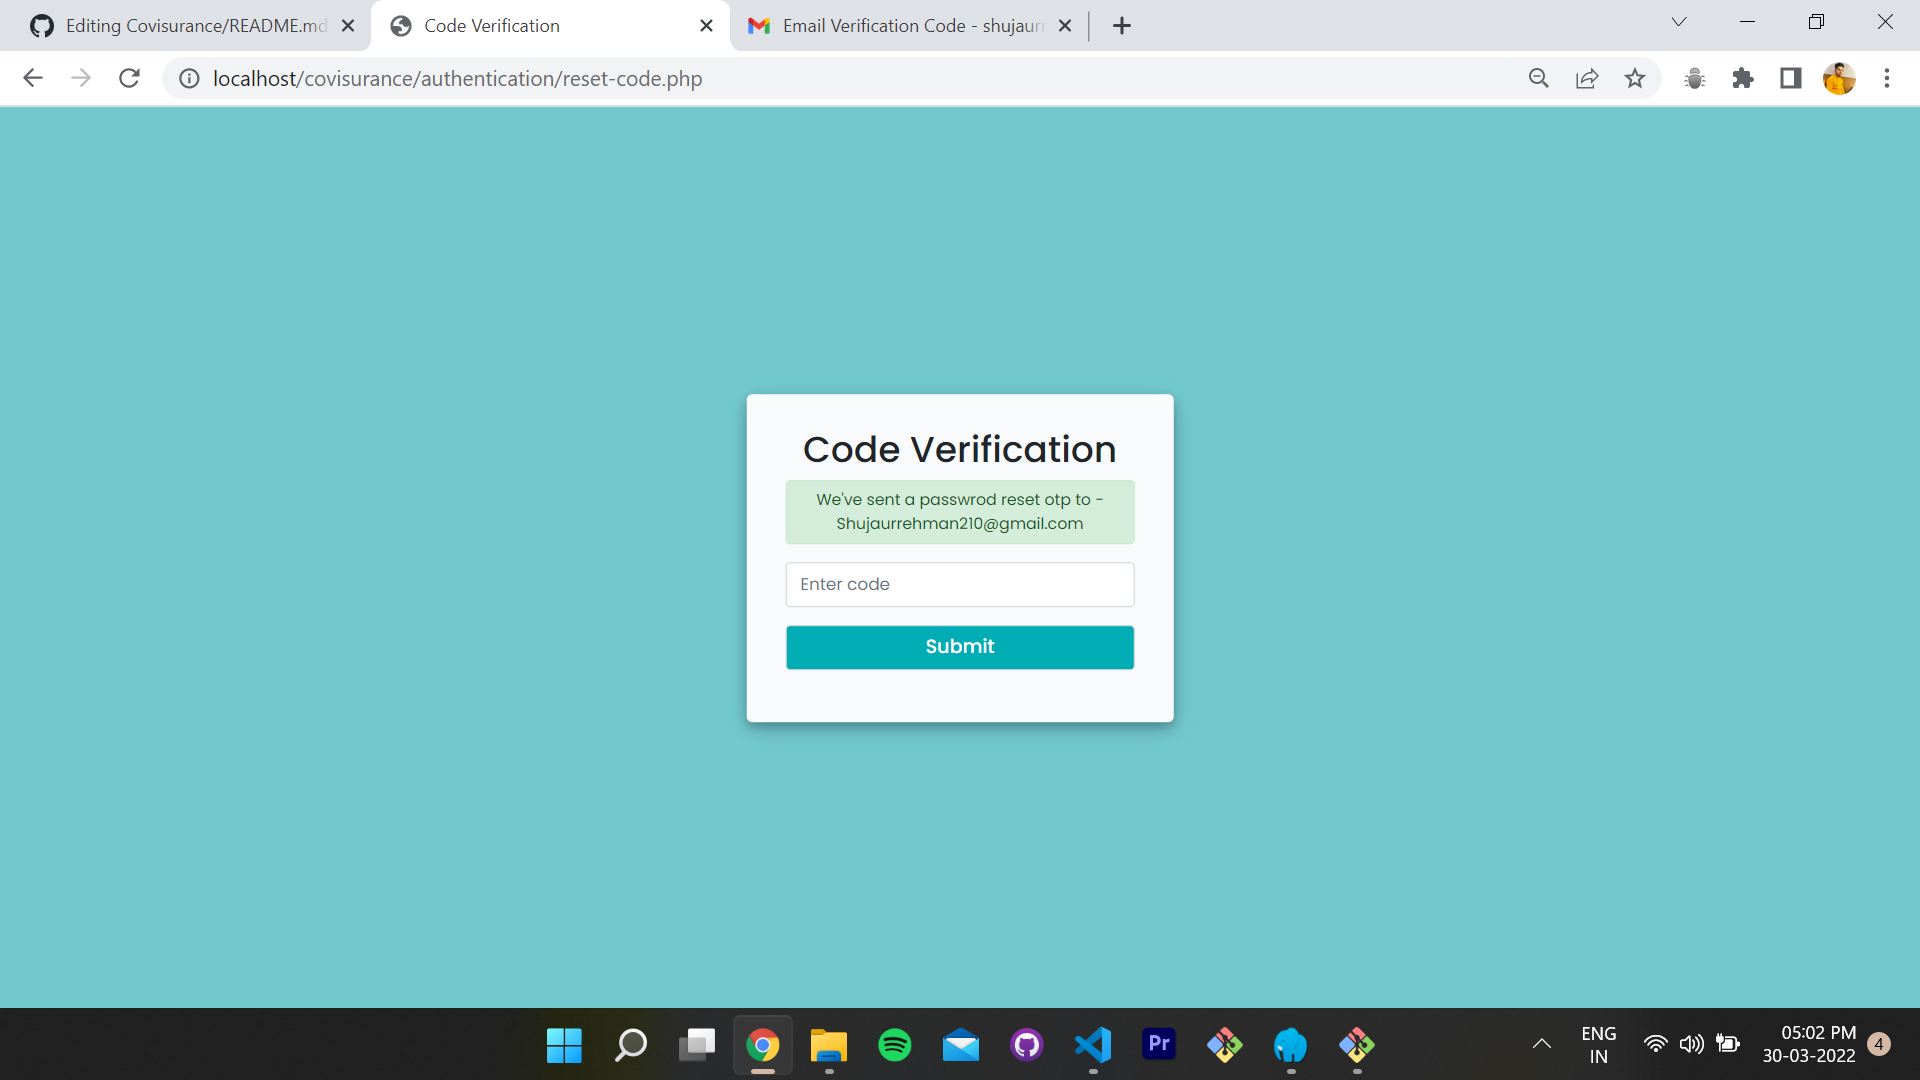 Editing Covisurance/README.md
Code Verification
Email Verification Code - shujaur
localhost/covisurance/authentication/reset-code.php
Code Verification
We've sent a passwrod reset otp to -
Shujaurrehman210@gmail.com
Enter code
Submit
Pr
ENG
IN
05:02 PM
30-03-2022
4